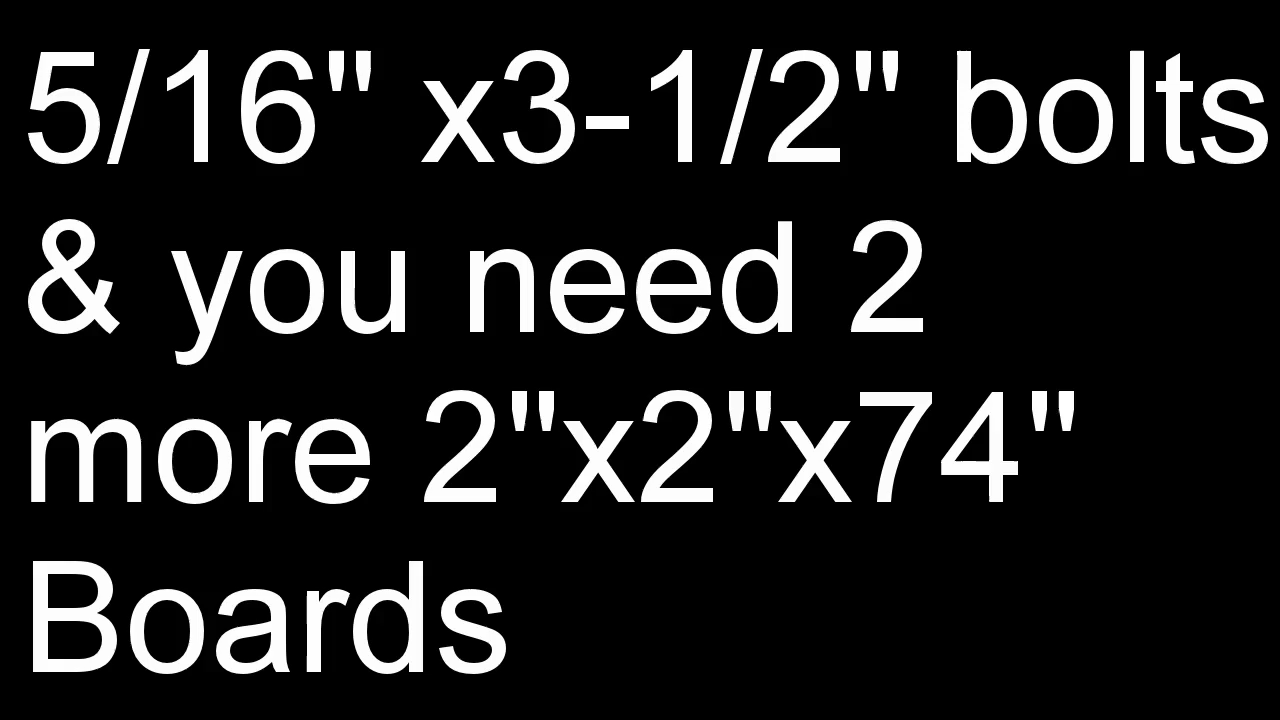 5/16" x3-1/2" bolts
& you need 2
more 2"x2"x74"
Boards